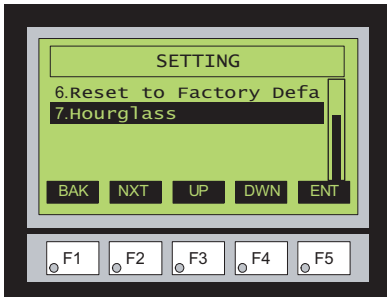 SETTING
6.Reset to Factory Defa
7.Hourglass
BAK NXT UP DWN ENT
F1 F2 F3 F4 F5